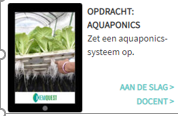 OPDRACHT:
AQUAPONICS
Zet een aquaponics-
systeem op.
AAN DE SLAG >
DOCENT >